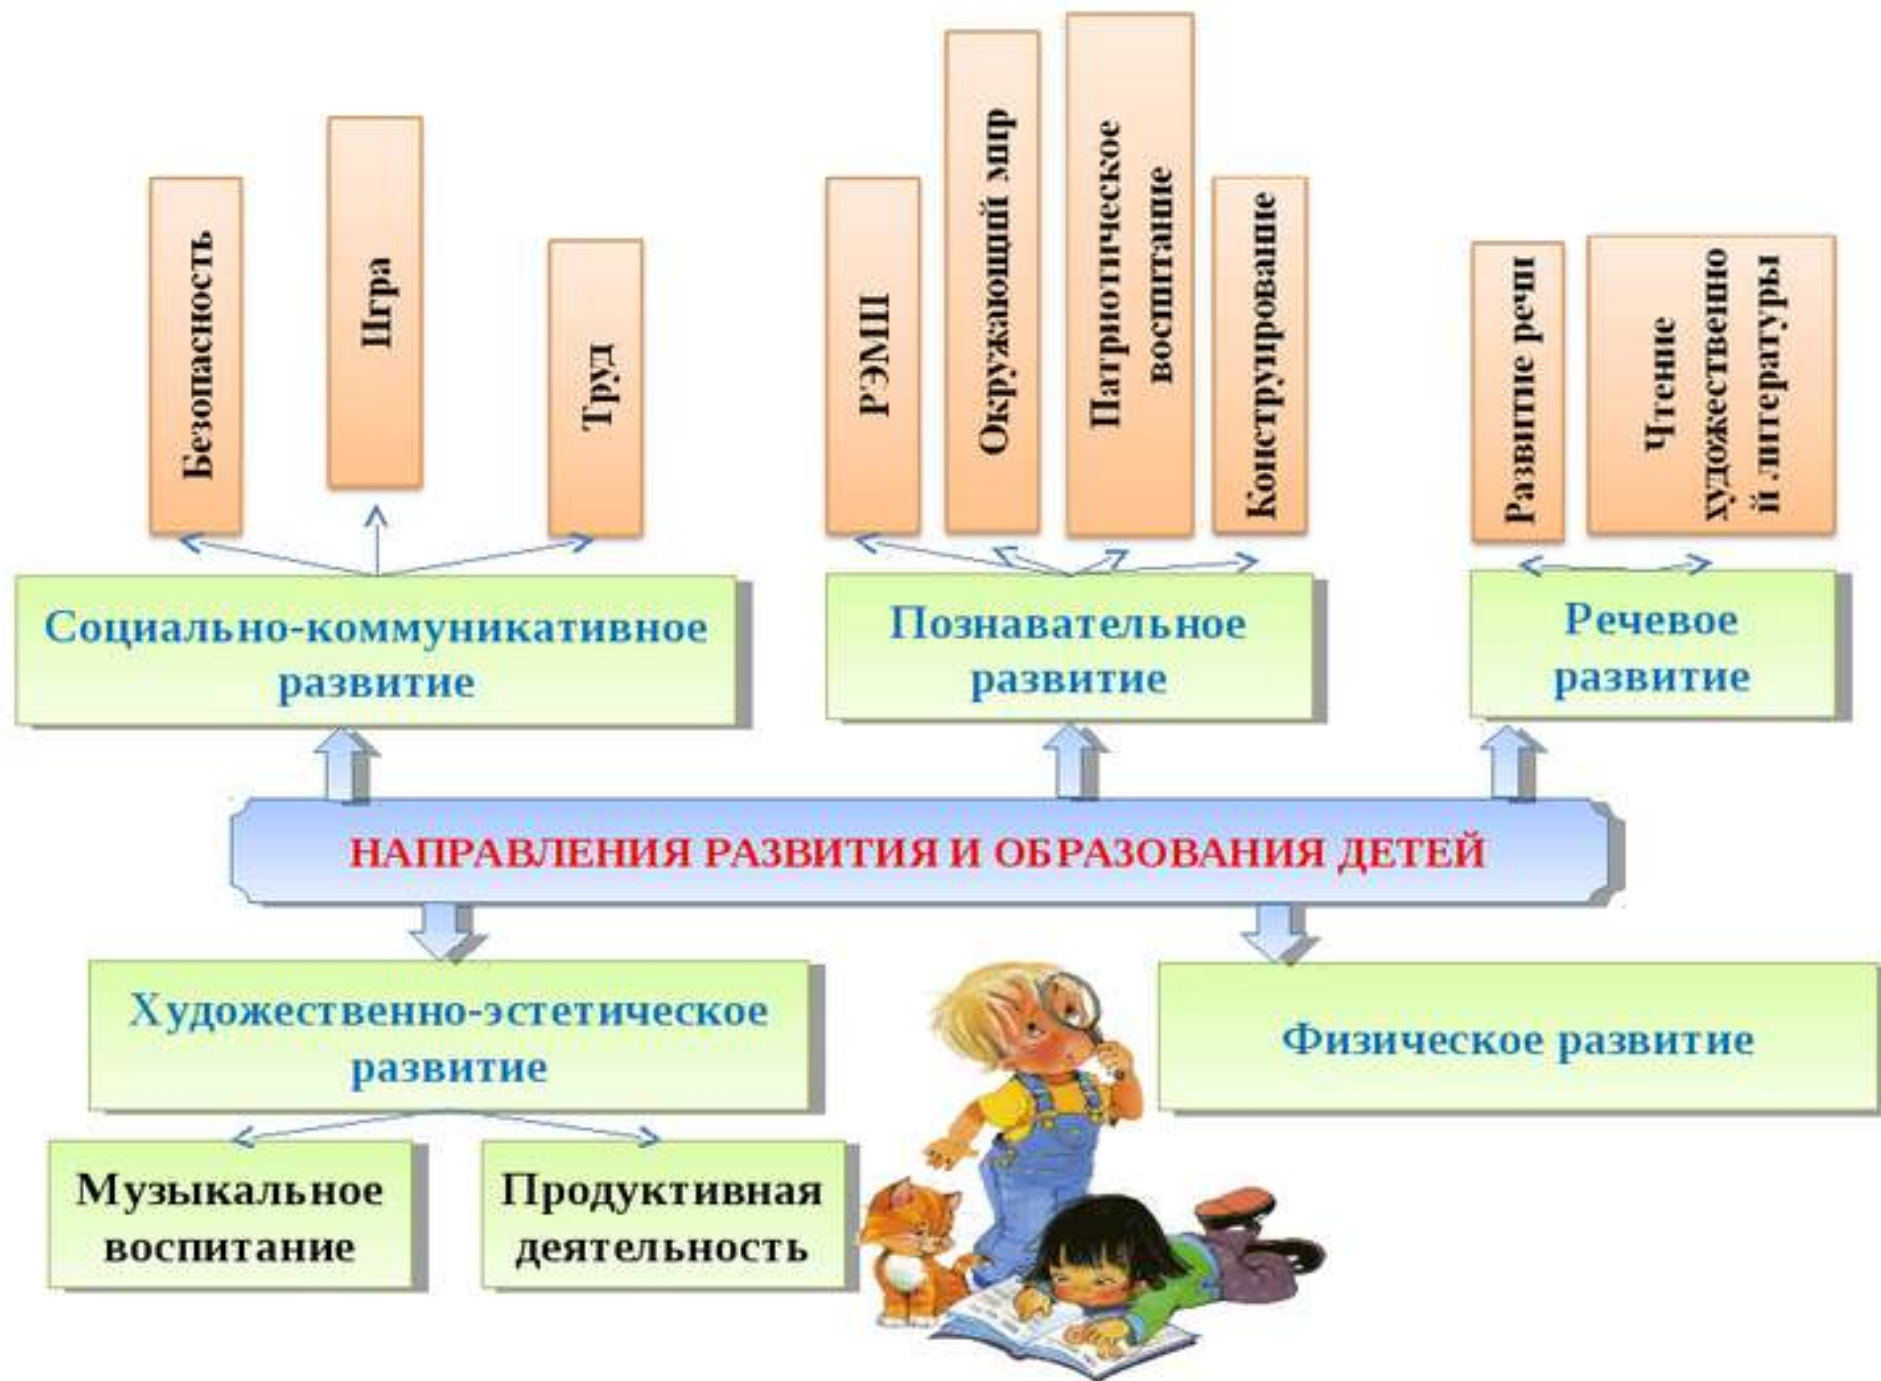 Безопасность
Игра
Труд
РЭМП
Окружающий мир
Патриотическое
воспитание
Конструирование
Развитие речи
Чтение
художественно
й литературы
Социально-коммуникативное
развитие
Познавательное
развитие
Речевое
развитие
НАПРАВЛЕНИЯ РАЗВИТИЯ И ОБРАЗОВАНИЯ ДЕТЕЙ
Художественно-эстетическое
развитие
Физическое развитие
Музыкальное
воспитание
Продуктивная
деятельность